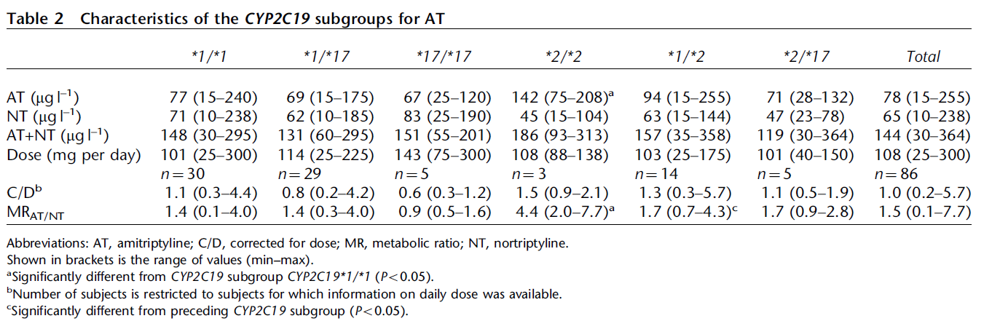 Table 2 Characteristics of the CYP2C19 subgroups for AT
*1/*1 *1/*17 *17/*17 *2/*2 *1/*2 *2/*17 Total
AT (μg l⁻¹) 77 (15–240) 69 (15–175) 67 (25–120) 142 (75–208)ᵃ 94 (15–255) 71 (28–132) 78 (15–255)
NT (μg l⁻¹) 71 (10–238) 62 (10–185) 83 (25–190) 45 (15–104) 63 (15–144) 47 (23–78) 65 (10–238)
AT+NT (μg l⁻¹) 148 (30–295) 131 (60–295) 151 (55–201) 186 (93–313) 157 (35–358) 119 (30–364) 144 (30–364)
Dose (mg per day) 101 (25–300) 114 (25–225) 143 (75–300) 108 (88–138) 103 (25–175) 101 (40–150) 108 (25–300)
n=30 n=29 n=5 n=3 n=14 n=5 n=86
C/Dᵇ 1.1 (0.3–4.4) 0.8 (0.2–4.2) 0.6 (0.3–1.2) 1.5 (0.9–2.1) 1.3 (0.3–5.7) 1.1 (0.5–1.9) 1.0 (0.2–5.7)
MR_AT/NT 1.4 (0.1–4.0) 1.4 (0.3–4.0) 0.9 (0.5–1.6) 4.4 (2.0–7.7)ᵃ 1.7 (0.7–4.3)ᶜ 1.7 (0.9–2.8) 1.5 (0.1–7.7)
Abbreviations: AT, amitriptyline; C/D, corrected for dose; MR, metabolic ratio; NT, nortriptyline.
Shown in brackets is the range of values (min–max).
ᵃSignificantly different from CYP2C19 subgroup CYP2C19*1/*1 (P<0.05).
ᵇNumber of subjects is restricted to subjects for which information on daily dose was available.
ᶜSignificantly different from preceding CYP2C19 subgroup (P<0.05).